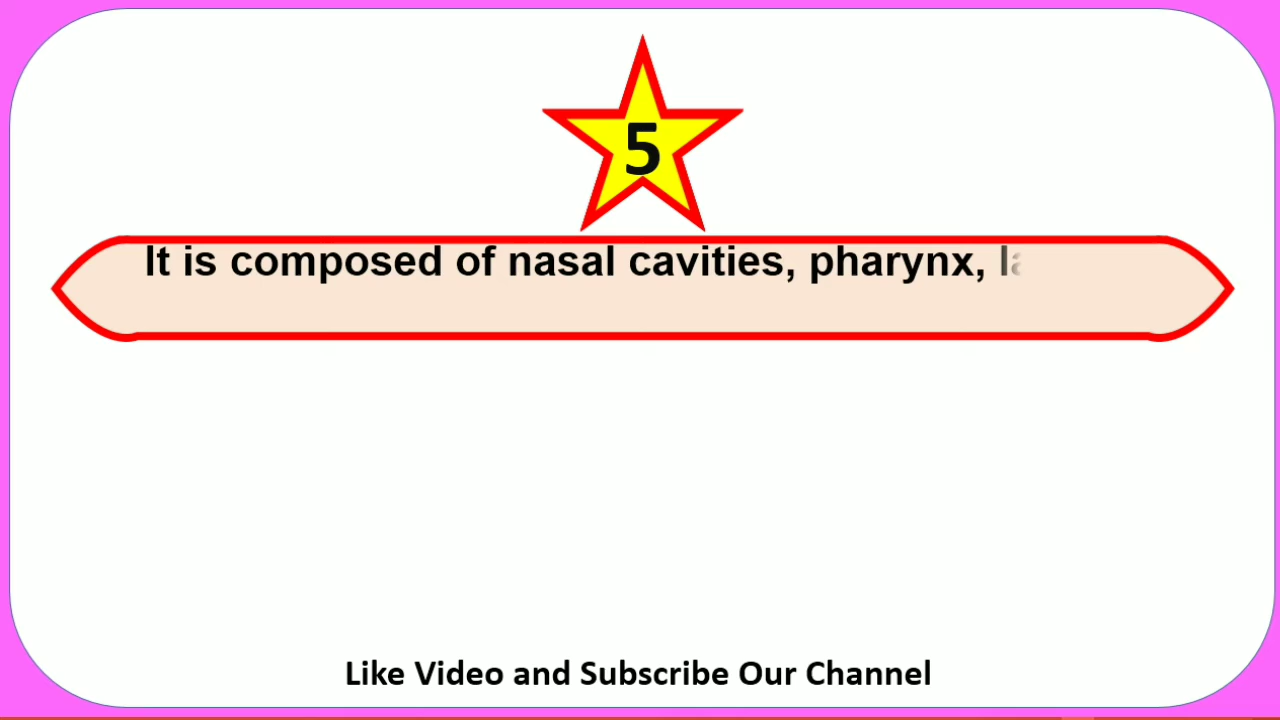 5
It is composed of nasal cavities, pharynx,
Like Video and Subscribe Our Channel